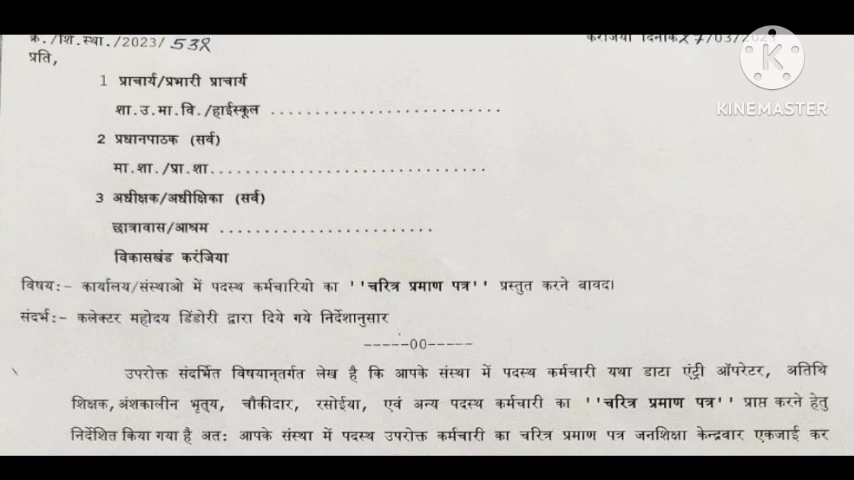 क्र./शि.स्था./2023/ 538
करंजिया दिनांक 27/03/2023
प्रति,
1 प्राचार्य/प्रभारी प्राचार्य
शा.उ.मा.वि./हाईस्कूल ............................
2 प्रधानपाठक (सर्व)
मा.शा./प्रा.शा.................................
3 अधीक्षक/अधीक्षिका (सर्व)
छात्रावास/आश्रम ..........................
विकासखंड करंजिया
विषय:- कार्यालय/संस्थाओ में पदस्थ कर्मचारियो का ''चरित्र प्रमाण पत्र'' प्रस्तुत करने बावद।
संदर्भ:- कलेक्टर महोदय डिंडोरी द्वारा दिये गये निर्देशानुसार
-----00-----
उपरोक्त संदर्भित विषयान्तर्गत लेख है कि आपके संस्था में पदस्थ कर्मचारी यथा डाटा एंट्री ऑपरेटर, अतिथि
शिक्षक,अंशकालीन भृत्य, चौकीदार, रसोईया, एवं अन्य पदस्थ कर्मचारी का ''चरित्र प्रमाण पत्र'' प्राप्त करने हेतु
निर्देशित किया गया है अत: आपके संस्था में पदस्थ उपरोक्त कर्मचारी का चरित्र प्रमाण पत्र जनशिक्षा केन्द्रवार एकजाई कर
KINEMASTER